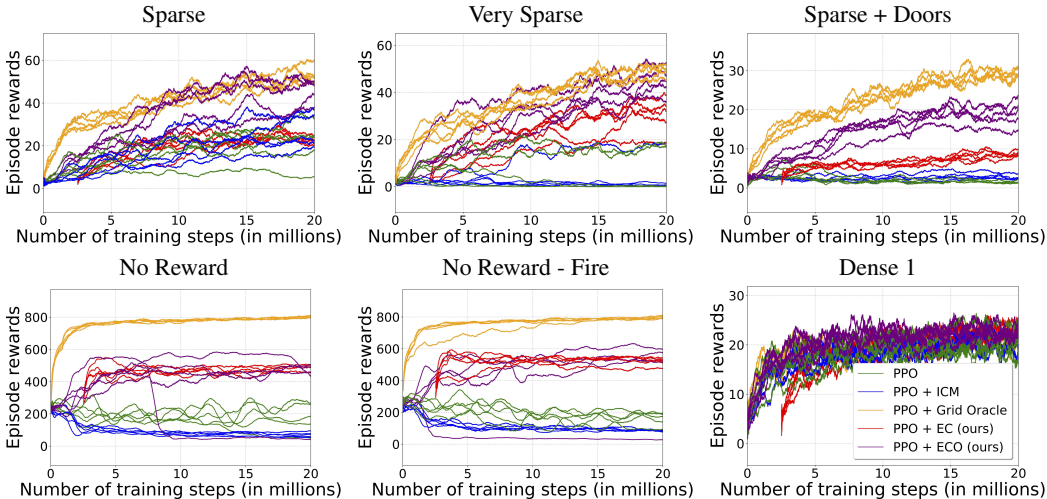 Sparse
Very Sparse
Sparse + Doors
Episode rewards
60
40
20
0
0 5 10 15 20
Number of training steps (in millions)
Episode rewards
60
40
20
0
0 5 10 15 20
Number of training steps (in millions)
Episode rewards
30
20
10
0
0 5 10 15 20
Number of training steps (in millions)
No Reward
No Reward - Fire
Dense 1
Episode rewards
800
600
400
200
0
0 5 10 15 20
Number of training steps (in millions)
Episode rewards
800
600
400
200
0
0 5 10 15 20
Number of training steps (in millions)
Episode rewards
30
20
10
0
0 5 10 15 20
Number of training steps (in millions)
PPO
PPO + ICM
PPO + Grid Oracle
PPO + EC (ours)
PPO + ECO (ours)